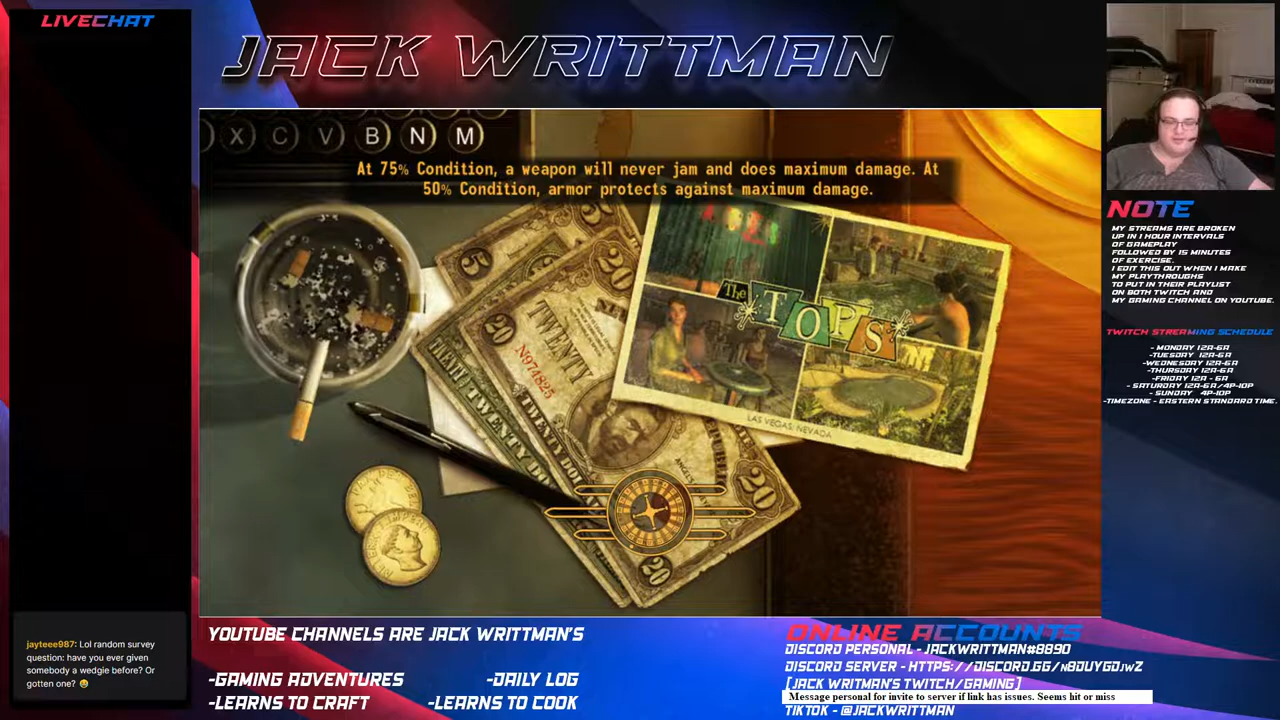 LIVECHAT
JACK WRITTMAN
X C V B N M
At 75% Condition, a weapon will never jam and does maximum damage. At
50% Condition, armor protects against maximum damage.
The TOPS
LAS VEGAS, NEVADA
5
20
20
TWENTY
N974825
TWENTY DOLLARS
20
20
NOTE
MY STREAMS ARE BROKEN
UP IN 1 HOUR INTERVALS
OF GAMEPLAY
FOLLOWED BY 15 MINUTES
OF EXERCISE.
I EDIT THIS OUT WHEN I MAKE
MY PLAYTHROUGHS
TO PUT IN THEIR PLAYLIST
ON BOTH TWITCH AND
MY GAMING CHANNEL ON YOUTUBE.
TWITCH STREAMING SCHEDULE
- MONDAY 12A-6A
-TUESDAY 12A-6A
-WEDNESDAY 12A-6A
-THURSDAY 12A-6A
-FRIDAY 12A - 6A
- SATURDAY 12A-6A/4P-10P
- SUNDAY 4P-10P
-TIMEZONE - EASTERN STANDARD TIME.
jayteee987: Lol random survey
question: have you ever given
somebody a wedgie before? Or
gotten one? 😂
YOUTUBE CHANNELS ARE JACK WRITTMAN'S
-GAMING ADVENTURES -DAILY LOG
-LEARNS TO CRAFT -LEARNS TO COOK
ONLINE ACCOUNTS
DISCORD PERSONAL - JACKWRITTMAN#8890
DISCORD SERVER - HTTPS://DISCORD.GG/N8DUYGDJWZ
[JACK WRITMAN'S TWITCH/GAMING]
Message personal for invite to server if link has issues. Seems hit or miss
TIKTOK - @JACKWRITTMAN